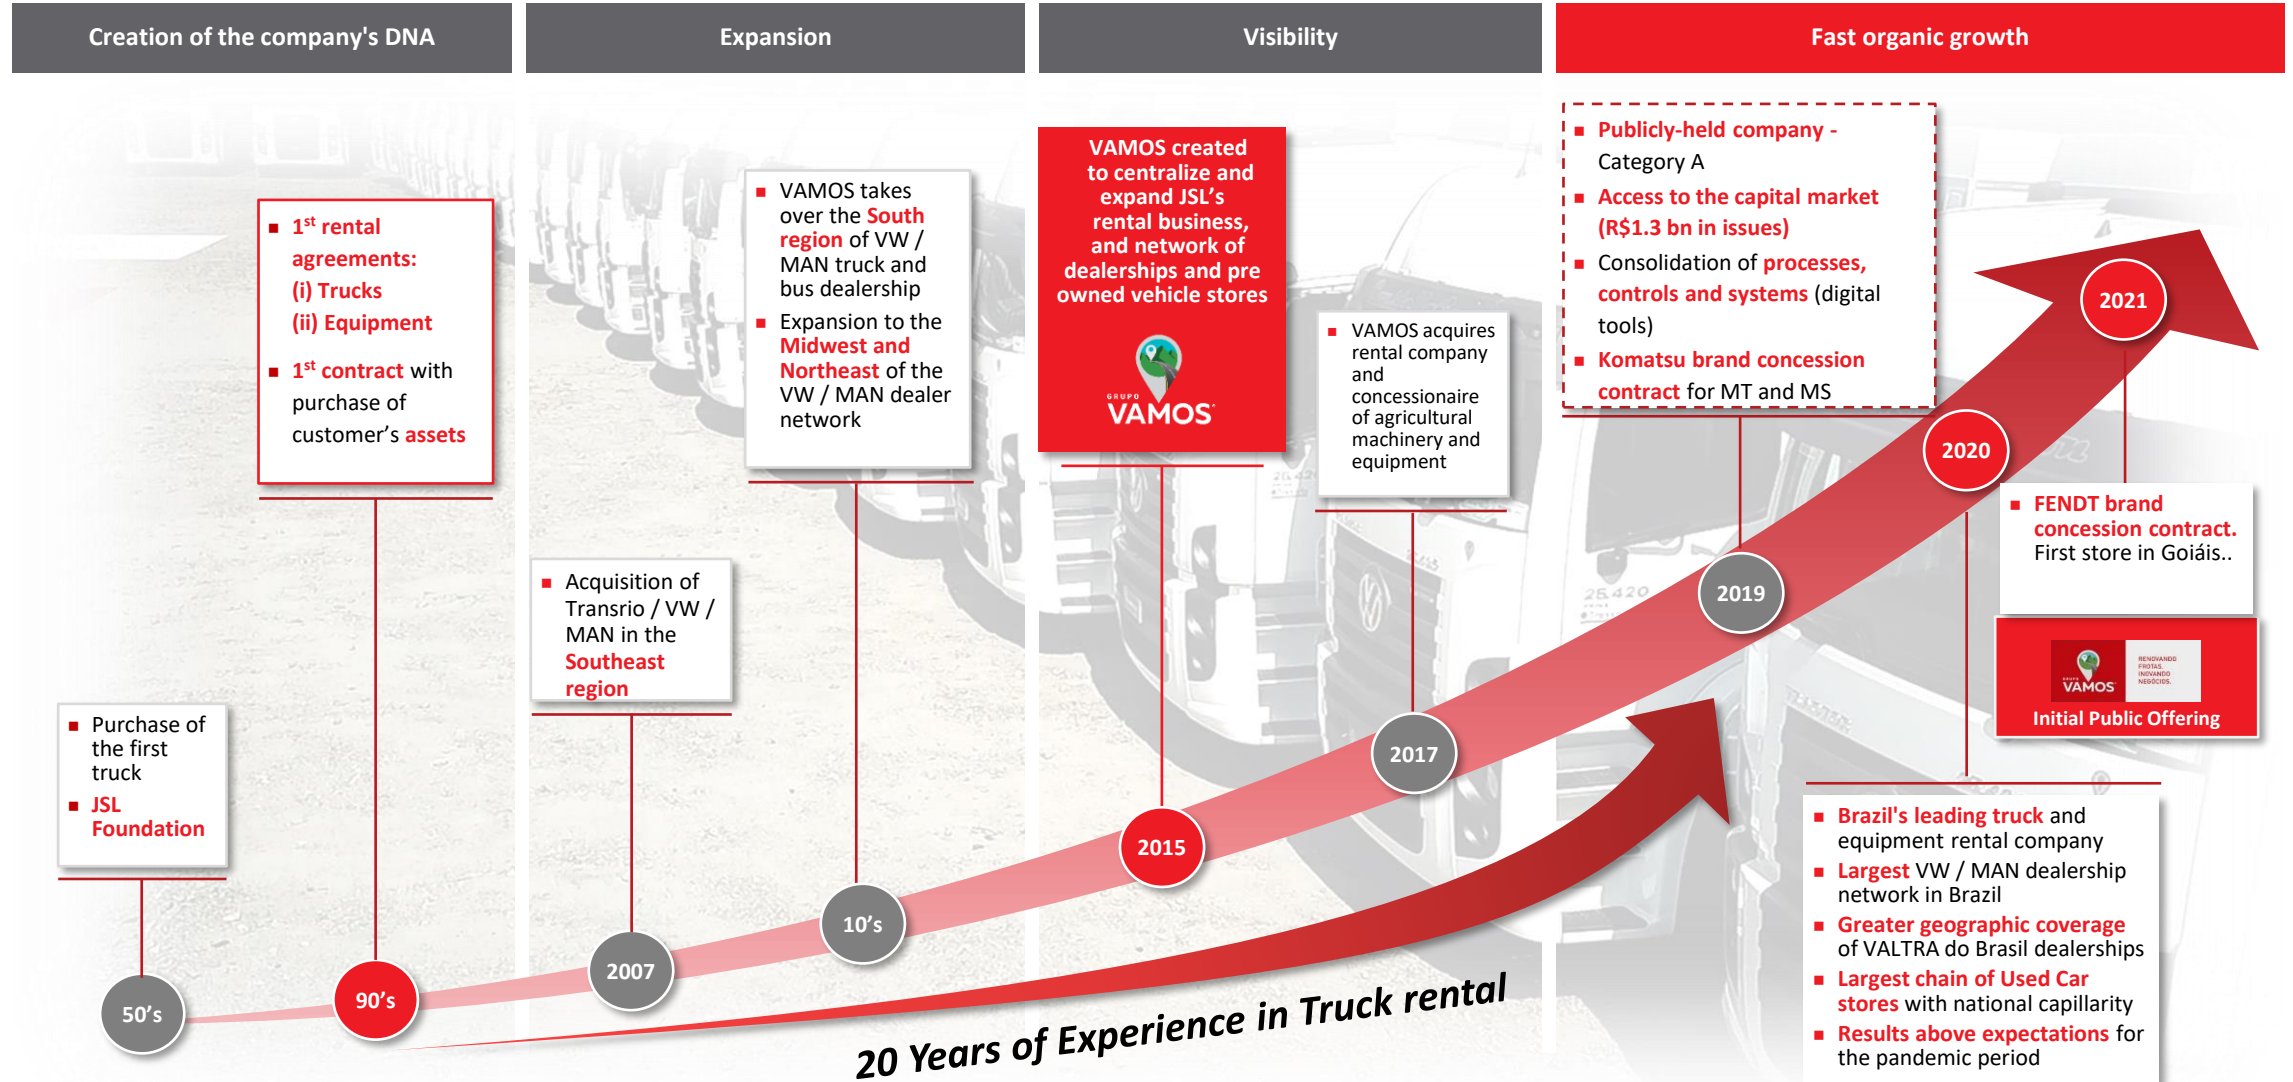 Creation of the company's DNA
Expansion
Visibility
Fast organic growth
Purchase of
the first
truck
JSL
Foundation
50's
1st rental
agreements:
(i) Trucks
(ii) Equipment
1st contract with
purchase of
customer's assets
90's
Acquisition of
Transrio / VW /
MAN in the
Southeast
region
2007
VAMOS takes
over the South
region of VW /
MAN truck and
bus dealership
Expansion to the
Midwest and
Northeast of the
VW / MAN dealer
network
10's
VAMOS created
to centralize and
expand JSL's
rental business,
and network of
dealerships and pre
owned vehicle stores
GRUPO
VAMOS
2015
VAMOS acquires
rental company
and
concessionaire
of agricultural
machinery and
equipment
2017
Publicly-held company -
Category A
Access to the capital market
(R$1.3 bn in issues)
Consolidation of processes,
controls and systems (digital
tools)
Komatsu brand concession
contract for MT and MS
2019
2020
Brazil's leading truck and
equipment rental company
Largest VW / MAN dealership
network in Brazil
Greater geographic coverage
of VALTRA do Brasil dealerships
Largest chain of Used Car
stores with national capillarity
Results above expectations for
the pandemic period
2021
FENDT brand
concession contract.
First store in Goiáis..
GRUPO
VAMOS
RENOVANDO
FROTAS.
INOVANDO
NEGÓCIOS.
Initial Public Offering
25.420
20 Years of Experience in Truck rental